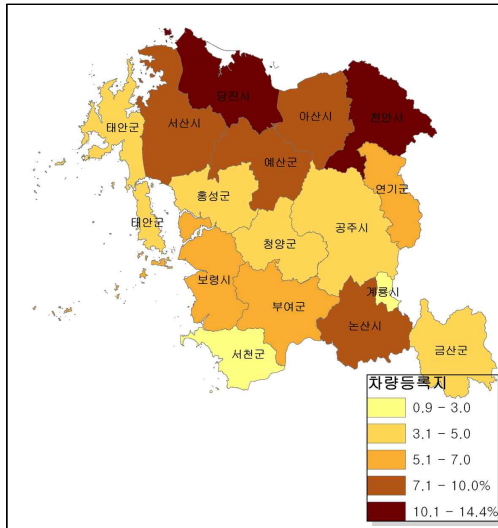 당진시
천안시
태안군
서산시
아산시
예산군
연기군
홍성군
태안군
공주시
청양군
보령시
계룡시
부여군
논산시
서천군
금산군
차량등록지
0.9 - 3.0
3.1 - 5.0
5.1 - 7.0
7.1 - 10.0%
10.1 - 14.4%